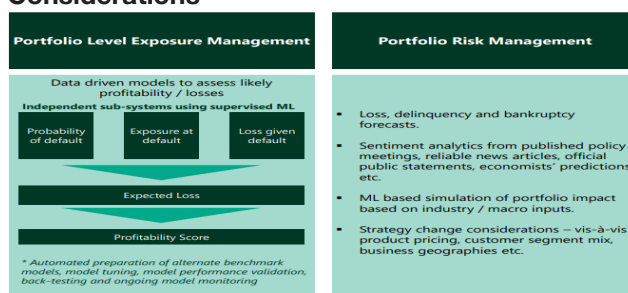 Considerations
Portfolio Level Exposure Management
Data driven models to assess likely
profitability / losses
Independent sub-systems using supervised ML
Probability
of default
Exposure at
default
Loss given
default
Expected Loss
Profitability Score
* Automated preparation of alternate benchmark
models, model tuning, model performance validation,
back-testing and ongoing model monitoring
Portfolio Risk Management
▪ Loss, delinquency and bankruptcy
forecasts.
▪ Sentiment analytics from published policy
meetings, reliable news articles, official
public statements, economists' predictions
etc.
▪ ML based simulation of portfolio impact
based on industry / macro inputs.
▪ Strategy change considerations – vis-à-vis
product pricing, customer segment mix,
business geographies etc.